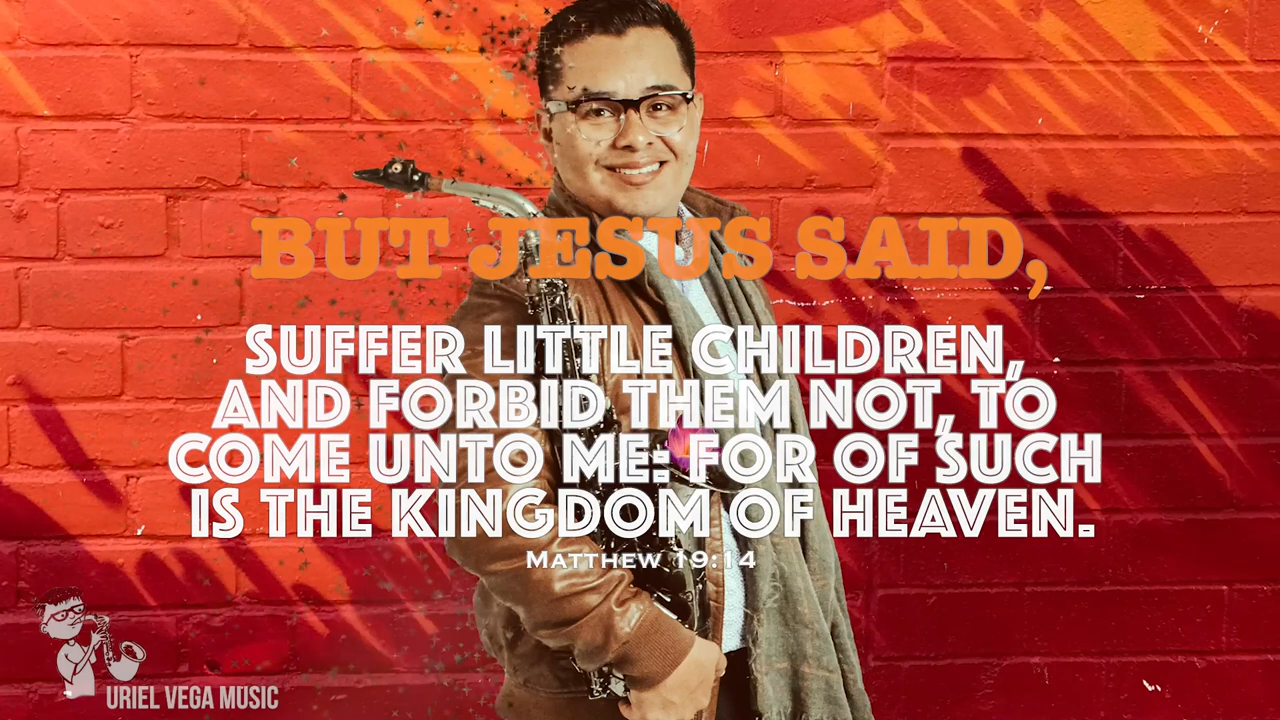 BUT JESUS SAID,
SUFFER LITTLE CHILDREN,
AND FORBID THEM NOT, TO
COME UNTO ME: FOR OF SUCH
IS THE KINGDOM OF HEAVEN.
MATTHEW 19:14
URIEL VEGA MUSIC